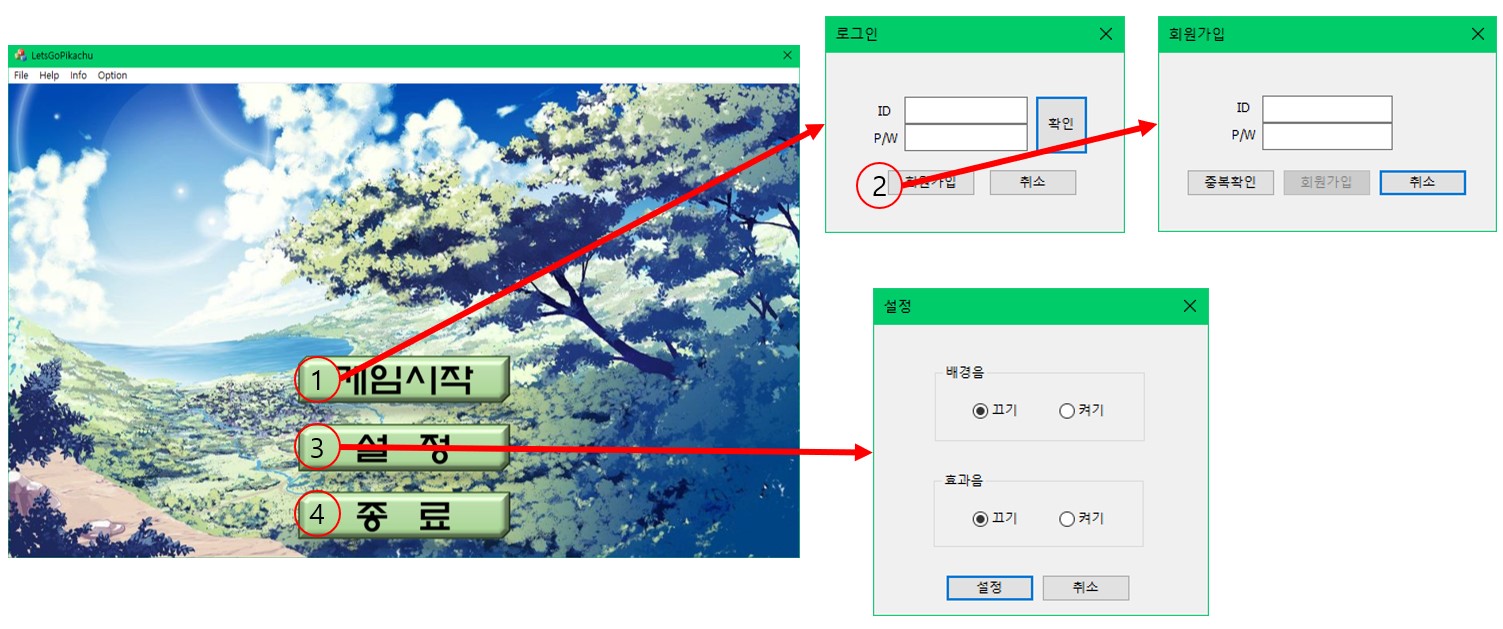 LetsGoPikachu
File Help Info Option
1 게임시작
3 설 정
4 종 료
로그인
ID
P/W
확인
2 회원가입 취소
회원가입
ID
P/W
중복확인 회원가입 취소
설정
배경음
끄기 켜기
효과음
끄기 켜기
설정 취소